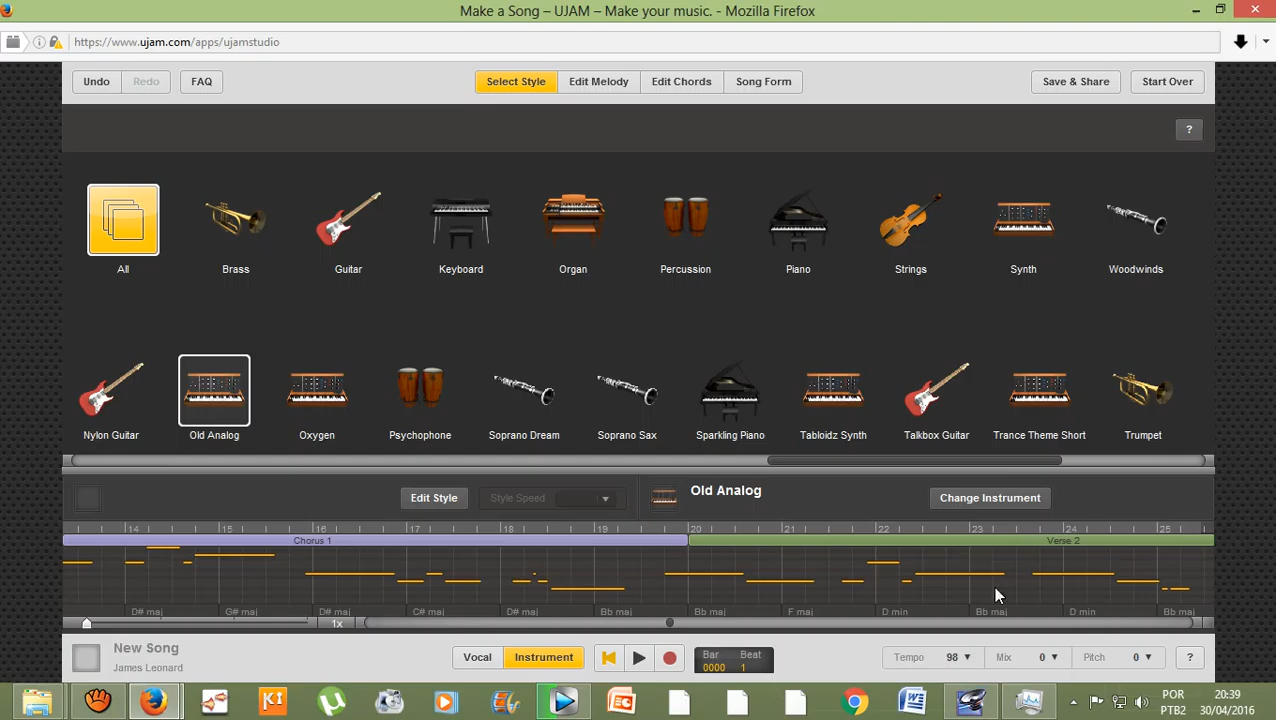 Make a Song – UJAM – Make your music. - Mozilla Firefox
https://www.ujam.com/apps/ujamstudio
Undo Redo FAQ Select Style Edit Melody Edit Chords Song Form Save & Share Start Over
?
All Brass Guitar Keyboard Organ Percussion Piano Strings Synth Woodwinds
Nylon Guitar Old Analog Oxygen Psychophone Soprano Dream Soprano Sax Sparkling Piano Tabloidz Synth Talkbox Guitar Trance Theme Short Trumpet
Edit Style Style Speed Old Analog Change Instrument
14 15 16 17 18 19 20 21 22 23 24 25
Chorus 1 Verse 2
D# maj G# maj D# maj C# maj D# maj Bb maj Bb maj F maj D min Bb maj D min Bb maj
1x
New Song
James Leonard
Vocal Instrument Bar Beat
0000 1
Tempo 98 Mix 0 Pitch 0 ?
POR 20:39
PTB2 30/04/2016